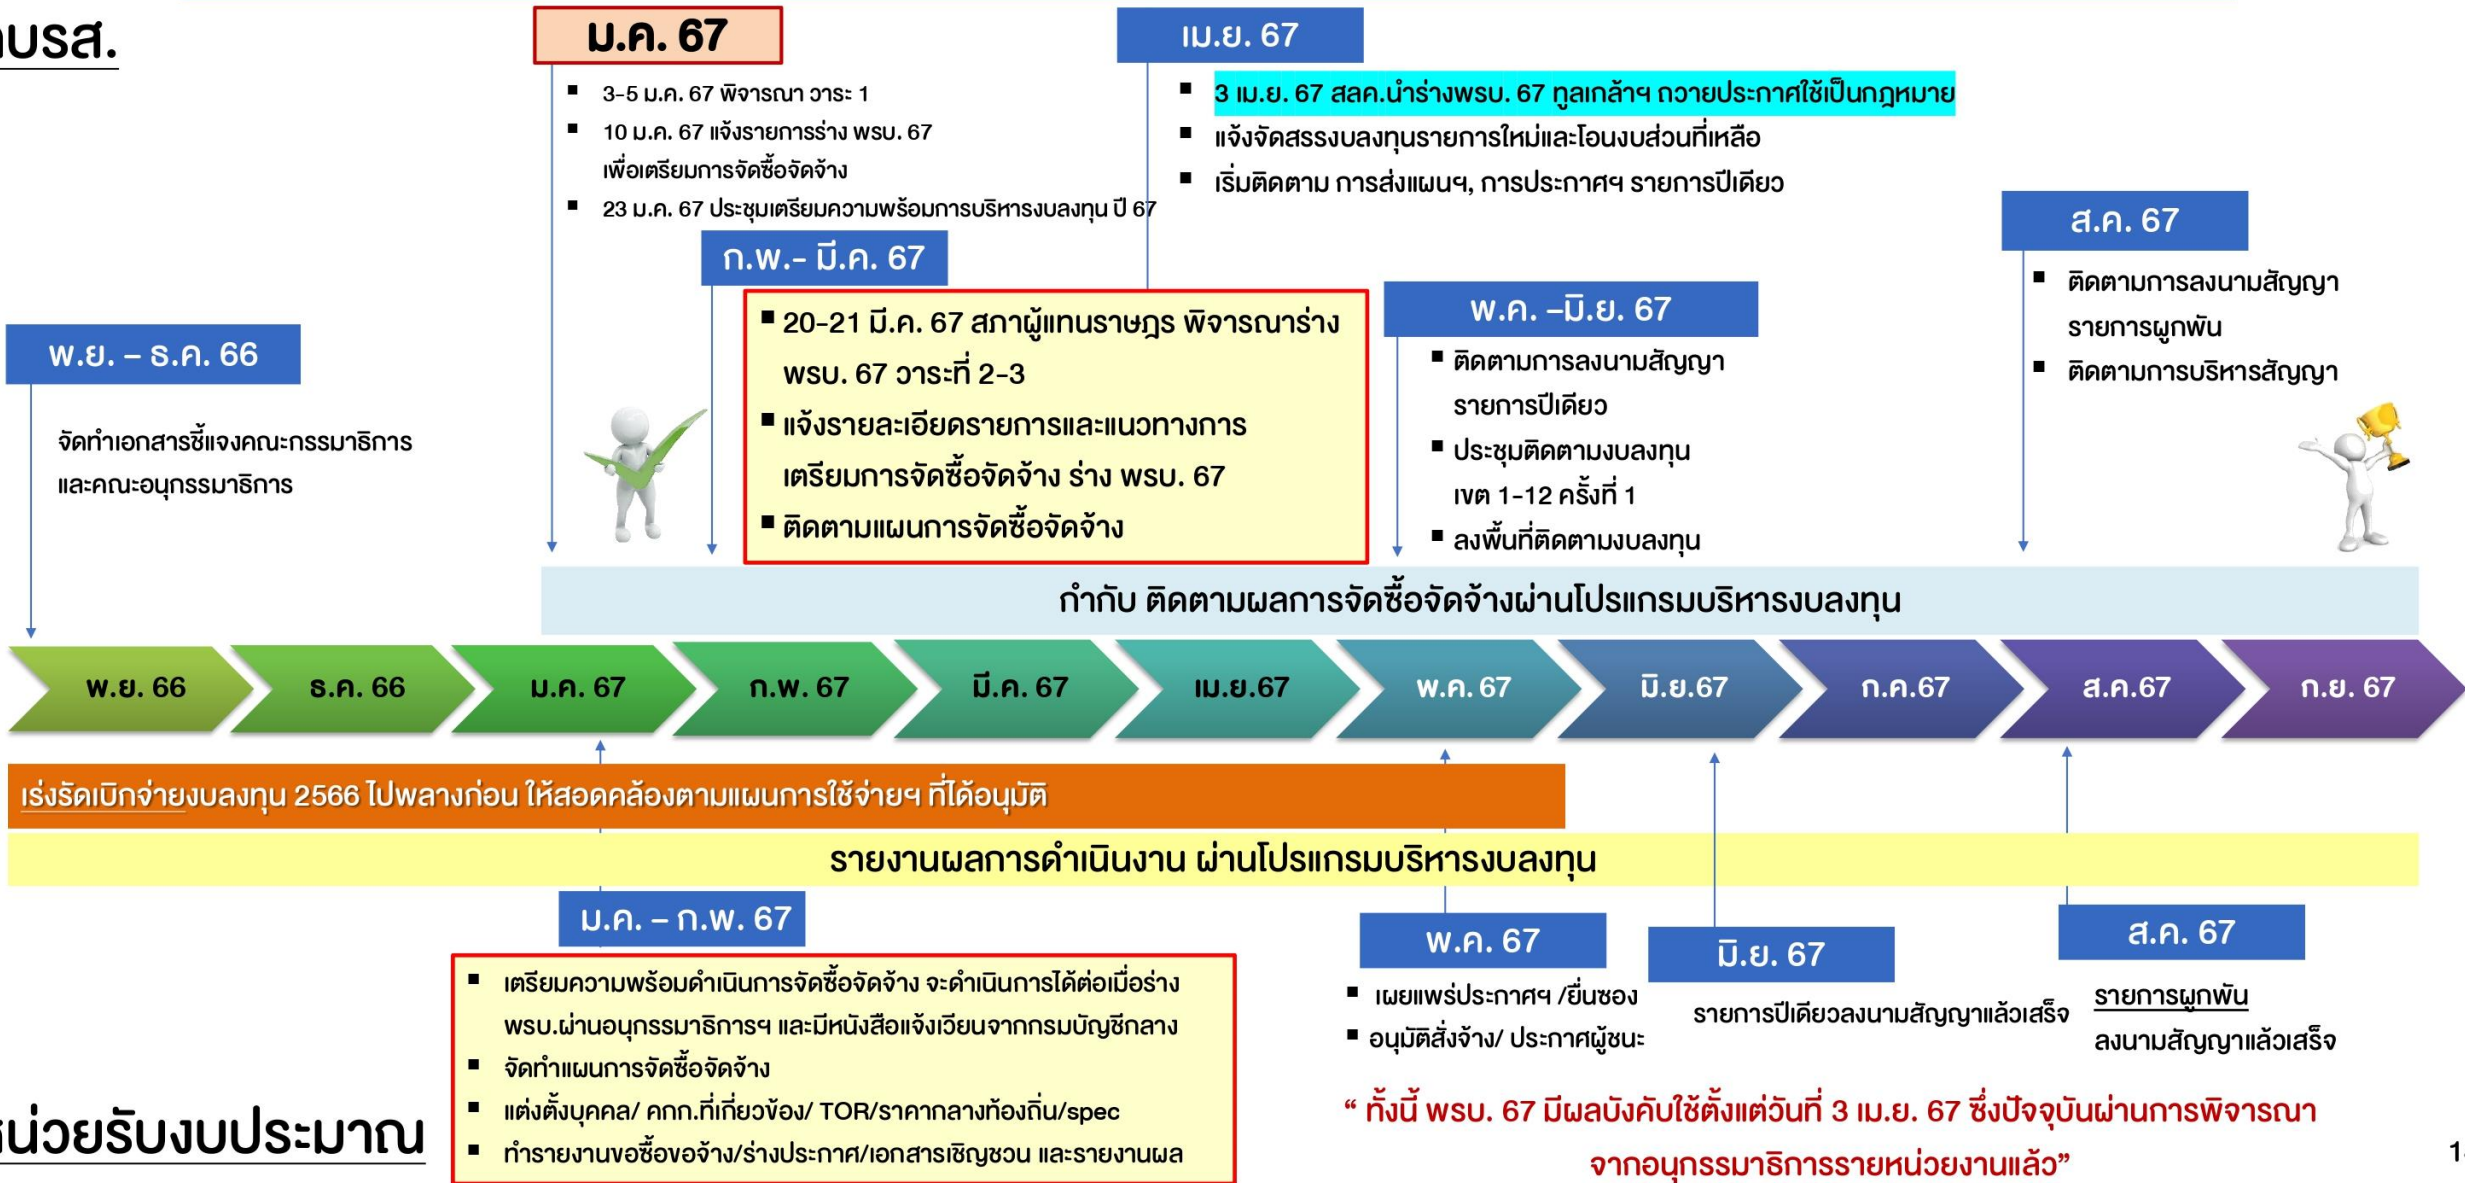 บรส.
ม.ค. 67
3-5 ม.ค. 67 พิจารณา วาระ 1
10 ม.ค. 67 แจ้งรายการร่าง พรบ. 67
เพื่อเตรียมการจัดซื้อจัดจ้าง
23 ม.ค. 67 ประชุมเตรียมความพร้อมการบริหารงบลงทุน ปี 67
เม.ย. 67
3 เม.ย. 67 สลค.นำร่างพรบ. 67 ทูลเกล้าฯ ถวายประกาศใช้เป็นกฎหมาย
แจ้งจัดสรรงบลงทุนรายการใหม่และโอนงบส่วนที่เหลือ
เริ่มติดตาม การส่งแผนฯ, การประกาศฯ รายการปีเดียว
ส.ค. 67
ติดตามการลงนามสัญญา
รายการผูกพัน
ติดตามการบริหารสัญญา
ก.พ.- มี.ค. 67
20-21 มี.ค. 67 สภาผู้แทนราษฎร พิจารณาร่าง
พรบ. 67 วาระที่ 2-3
แจ้งรายละเอียดรายการและแนวทางการ
เตรียมการจัดซื้อจัดจ้าง ร่าง พรบ. 67
ติดตามแผนการจัดซื้อจัดจ้าง
พ.ค. –มิ.ย. 67
ติดตามการลงนามสัญญา
รายการปีเดียว
ประชุมติดตามงบลงทุน
เขต 1-12 ครั้งที่ 1
ลงพื้นที่ติดตามงบลงทุน
พ.ย. – ธ.ค. 66
จัดทำเอกสารชี้แจงคณะกรรมาธิการ
และคณะอนุกรรมาธิการ
กำกับ ติดตามผลการจัดซื้อจัดจ้างผ่านโปรแกรมบริหารงบลงทุน
พ.ย. 66
ธ.ค. 66
ม.ค. 67
ก.พ. 67
มี.ค. 67
เม.ย.67
พ.ค. 67
มิ.ย.67
ก.ค.67
ส.ค.67
ก.ย. 67
เร่งรัดเบิกจ่ายงบลงทุน 2566 ไปพลางก่อน ให้สอดคล้องตามแผนการใช้จ่ายฯ ที่ได้อนุมัติ
รายงานผลการดำเนินงาน ผ่านโปรแกรมบริหารงบลงทุน
ม.ค. – ก.พ. 67
เตรียมความพร้อมดำเนินการจัดซื้อจัดจ้าง จะดำเนินการได้ต่อเมื่อร่าง
พรบ.ผ่านอนุกรรมาธิการฯ และมีหนังสือแจ้งเวียนจากกรมบัญชีกลาง
จัดทำแผนการจัดซื้อจัดจ้าง
แต่งตั้งบุคคล/ คกก.ที่เกี่ยวข้อง/ TOR/ราคากลางท้องถิ่น/spec
ทำรายงานขอซื้อขอจ้าง/ร่างประกาศ/เอกสารเชิญชวน และรายงานผล
พ.ค. 67
เผยแพร่ประกาศฯ /ยื่นซอง
อนุมัติสั่งจ้าง/ ประกาศผู้ชนะ
มิ.ย. 67
รายการปีเดียวลงนามสัญญาแล้วเสร็จ
ส.ค. 67
รายการผูกพัน
ลงนามสัญญาแล้วเสร็จ
หน่วยรับงบประมาณ
“ ทั้งนี้ พรบ. 67 มีผลบังคับใช้ตั้งแต่วันที่ 3 เม.ย. 67 ซึ่งปัจจุบันผ่านการพิจารณา
จากอนุกรรมาธิการรายหน่วยงานแล้ว”